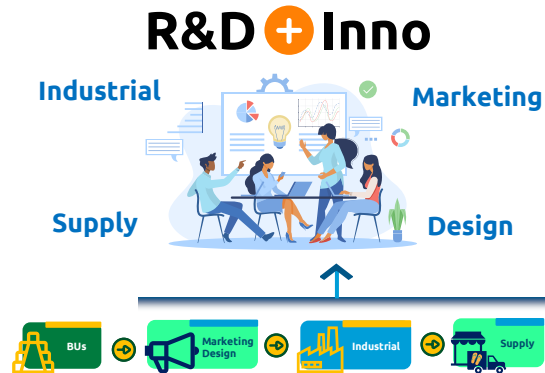 R&D + Inno
Industrial
Marketing
Supply
Design
BUs
Marketing
Design
Industrial
Supply